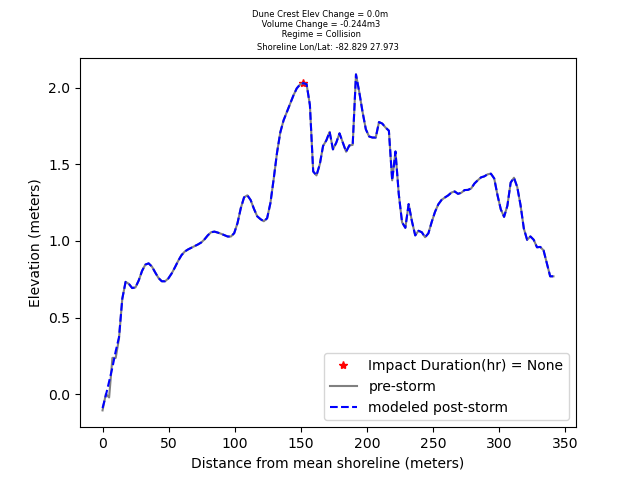 Dune Crest Elev Change = 0.0m
Volume Change = -0.244m3
Regime = Collision
Shoreline Lon/Lat: -82.829 27.973
2.0
1.5
1.0
0.5
0.0
Elevation (meters)
Impact Duration(hr) = None
pre-storm
modeled post-storm
0 50 100 150 200 250 300 350
Distance from mean shoreline (meters)